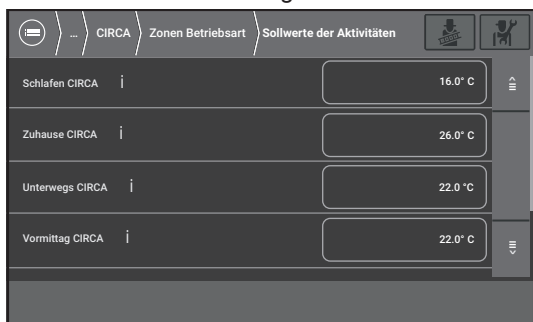 ... CIRCA Zonen Betriebsart Sollwerte der Aktivitäten
Schlafen CIRCA i 16.0° C
Zuhause CIRCA i 26.0° C
Unterwegs CIRCA i 22.0 °C
Vormittag CIRCA i 22.0° C